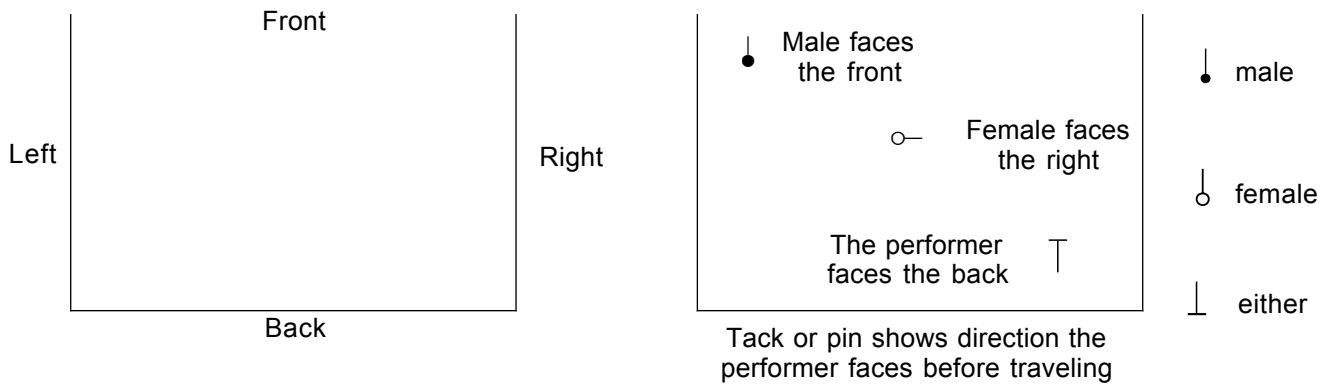 Front
Left
Right
Back
Male faces
the front
Female faces
the right
The performer
faces the back
Tack or pin shows direction the
performer faces before traveling
male
female
either